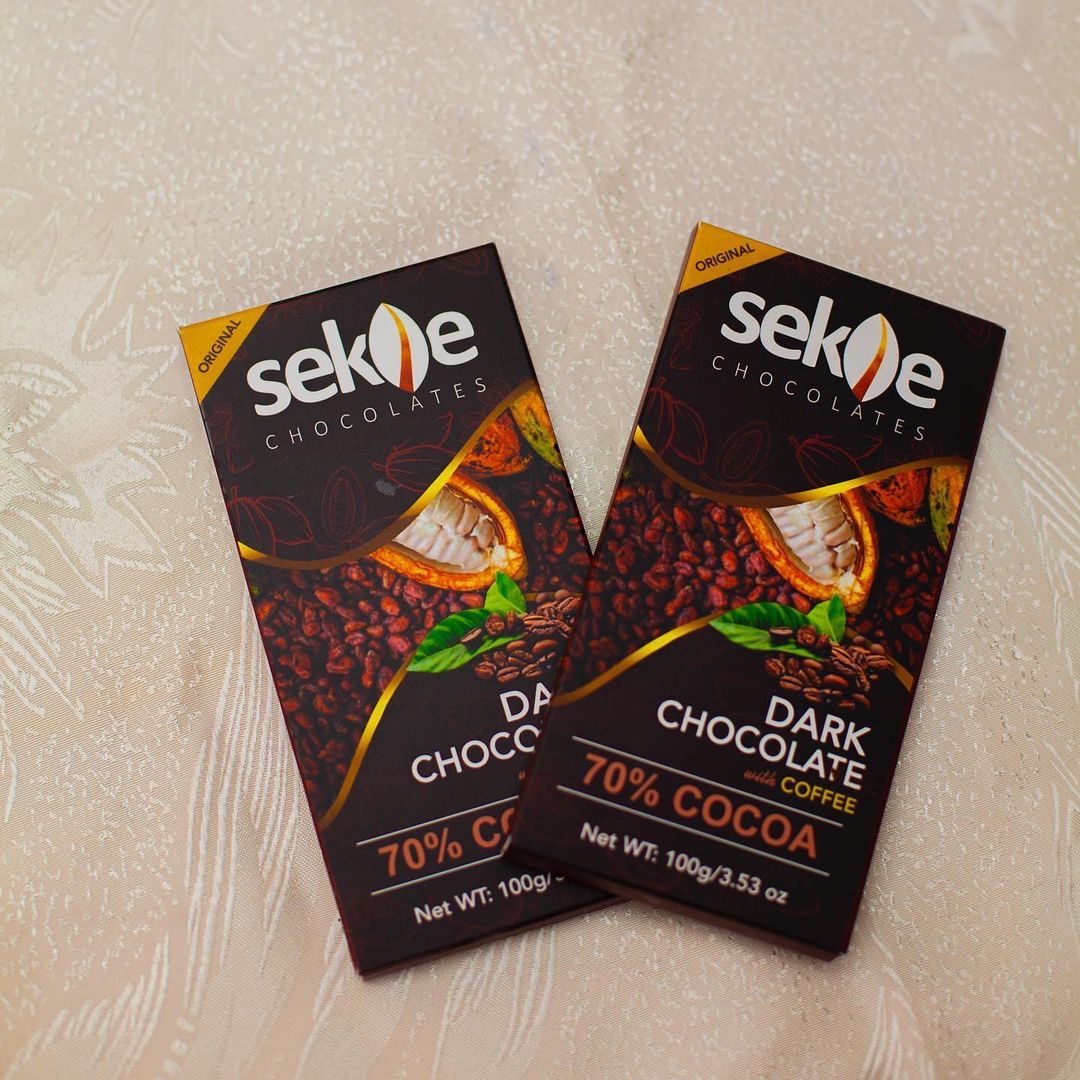 ORIGINAL
sekoe
CHOCOLATES
DA
CHOCO
70% CO
Net WT: 100g/
ORIGINAL
sekoe
CHOCOLATES
DARK
CHOCOLATE
with COFFEE
70% COCOA
Net WT: 100g/3.53 oz